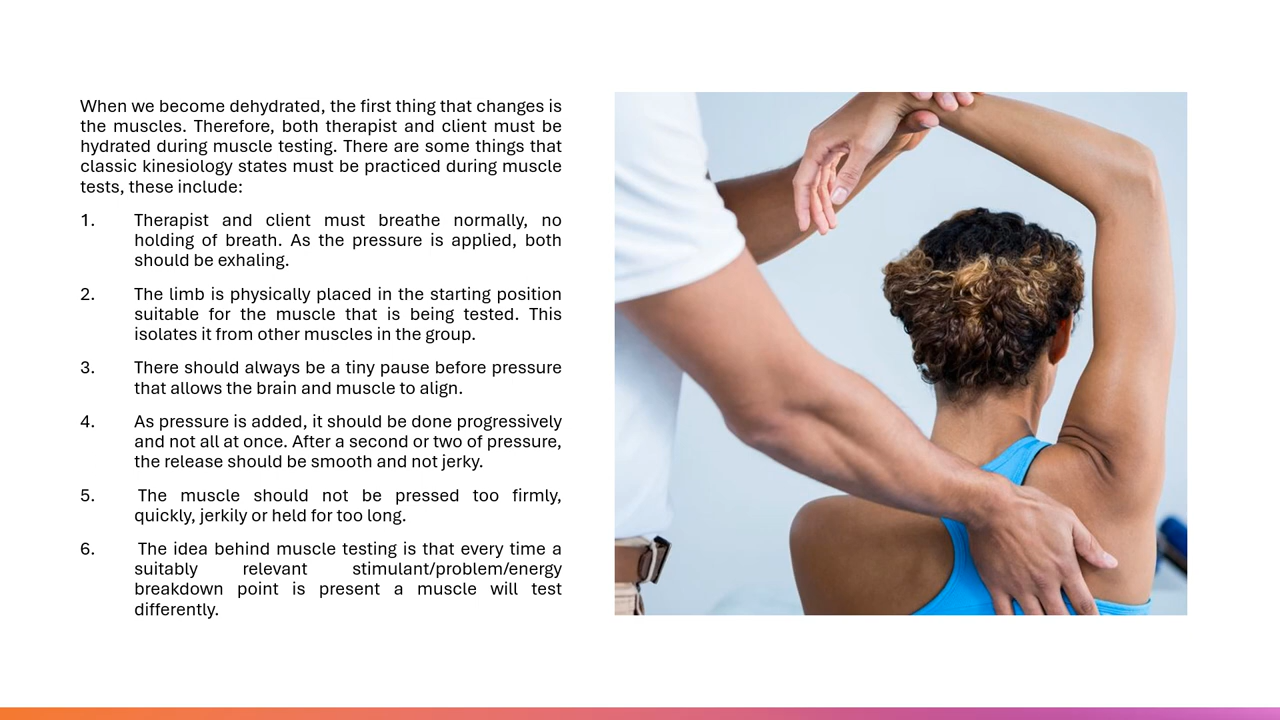 When we become dehydrated, the first thing that changes is
the muscles. Therefore, both therapist and client must be
hydrated during muscle testing. There are some things that
classic kinesiology states must be practiced during muscle
tests, these include:
1. Therapist and client must breathe normally, no
holding of breath. As the pressure is applied, both
should be exhaling.
2. The limb is physically placed in the starting position
suitable for the muscle that is being tested. This
isolates it from other muscles in the group.
3. There should always be a tiny pause before pressure
that allows the brain and muscle to align.
4. As pressure is added, it should be done progressively
and not all at once. After a second or two of pressure,
the release should be smooth and not jerky.
5. The muscle should not be pressed too firmly,
quickly, jerkily or held for too long.
6. The idea behind muscle testing is that every time a
suitably relevant stimulant/problem/energy
breakdown point is present a muscle will test
differently.